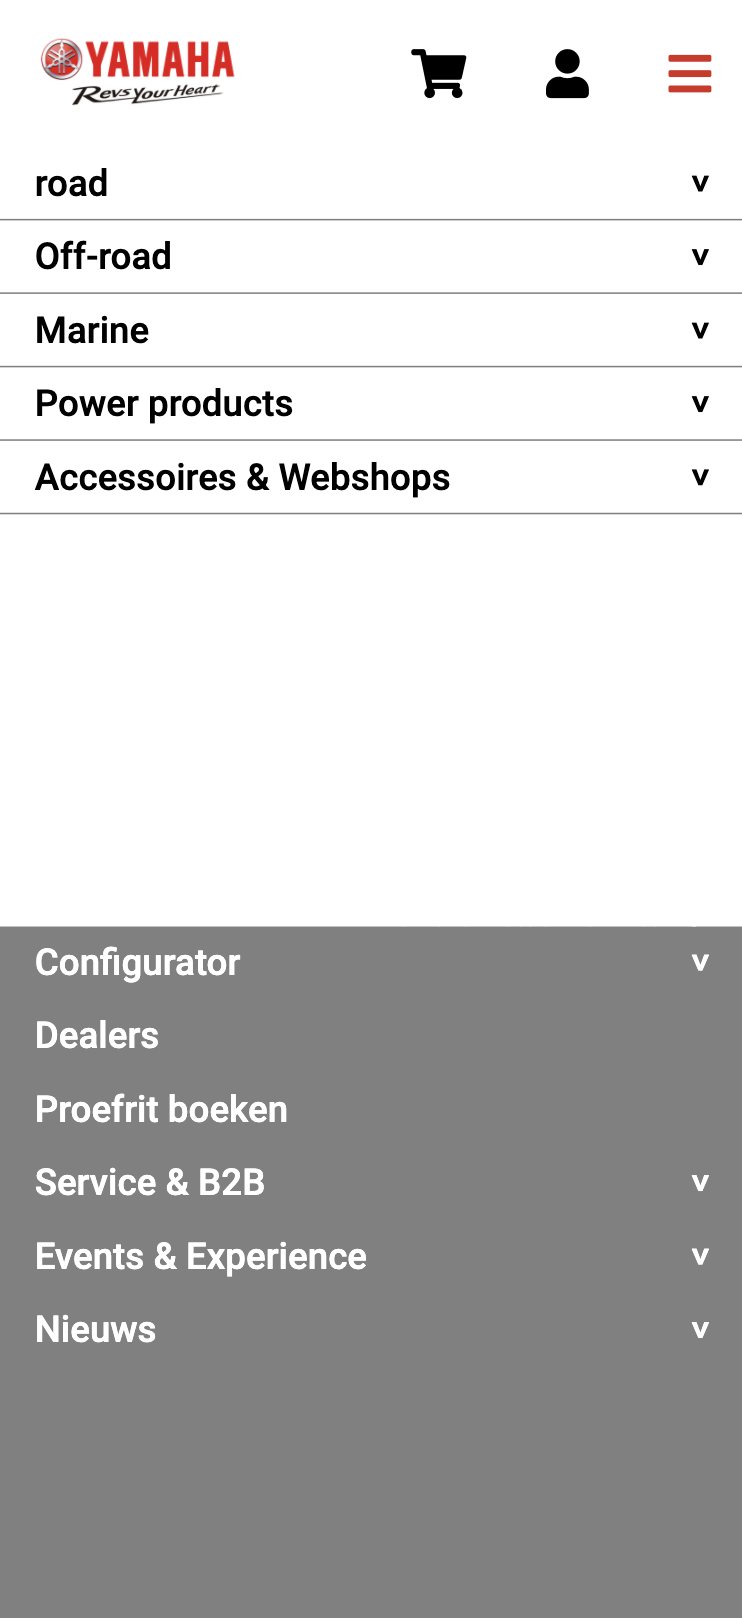 YAMAHA
Revs Your Heart
road v
Off-road v
Marine v
Power products v
Accessoires & Webshops v
Configurator v
Dealers
Proefrit boeken
Service & B2B v
Events & Experience v
Nieuws v